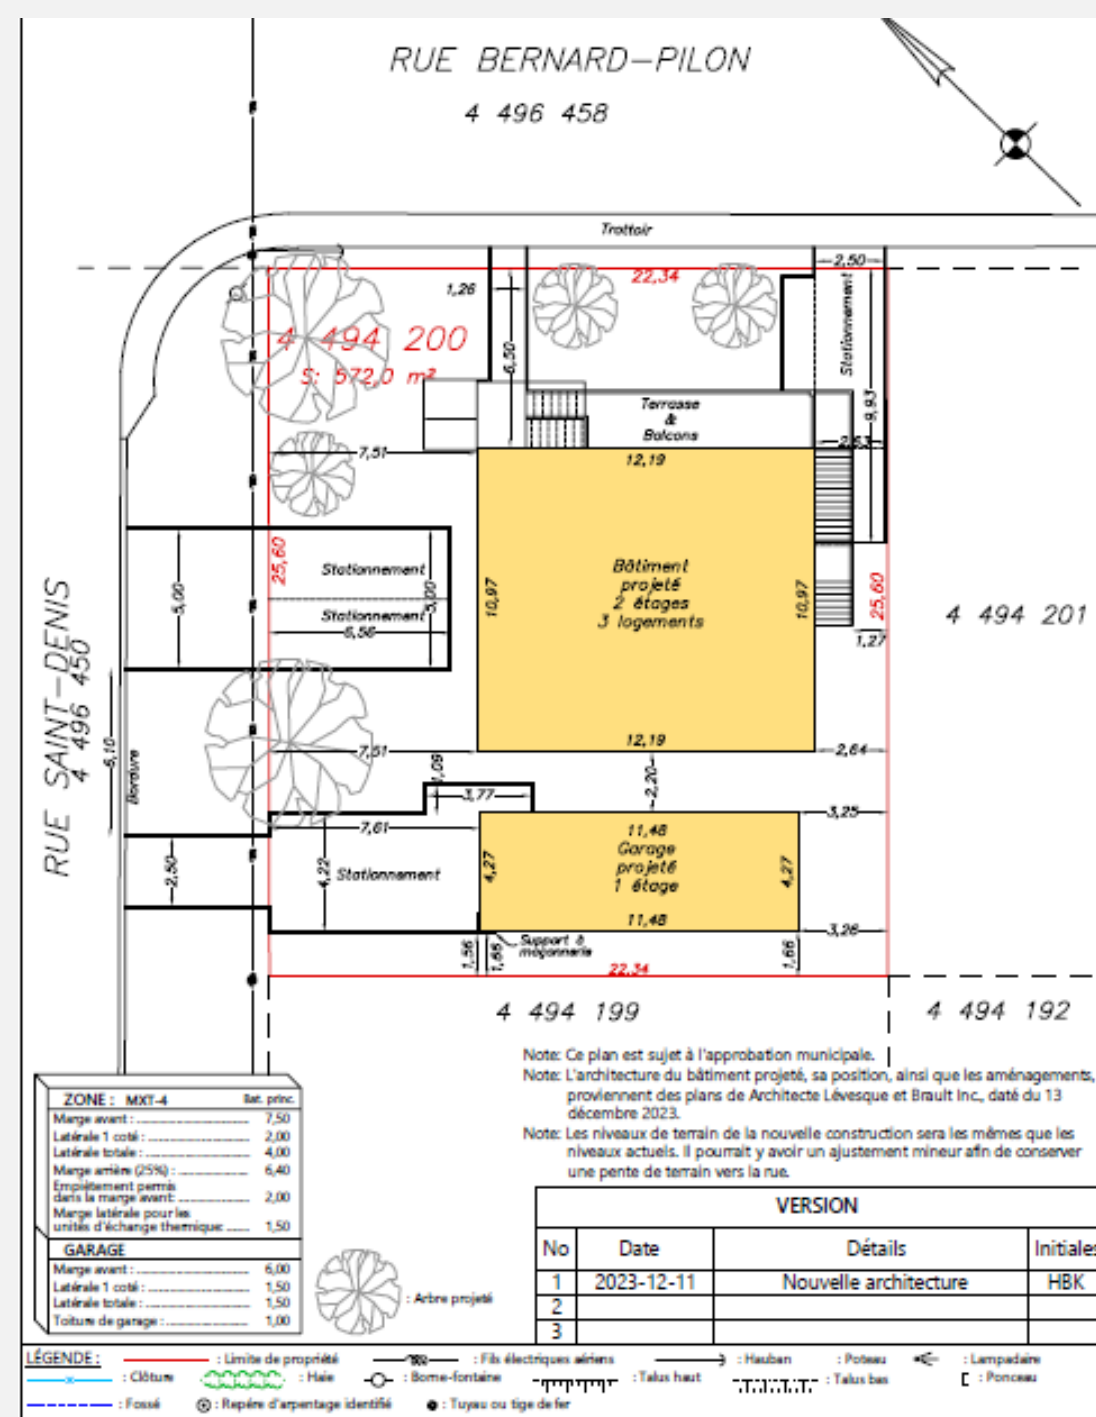 RUE BERNARD-PILON
4 496 458
Trottoir
2,50
22,34
1,26
Stationnement
4 494 200
6,50
S: 572,0 m²
9,93
Terrasse
&
Balcons
7,51
2,63
12,19
25,60
Stationnement
5,00
5,00
Stationnement
6,56
10,97
Bâtiment
projeté
2 étages
3 logements
10,97
25,60
4 494 201
1,27
RUE SAINT-DENIS
4 496 450
6,10
Bordure
7,51
12,19
2,64
1,09
2,20
3,77
3,25
7,61
11,48
Garage
projeté
1 étage
4,27
4,27
2,50
4,22
Stationnement
11,48
3,26
Support à
maçonnerie
1,56
1,66
1,66
22,34
4 494 199
4 494 192
Note: Ce plan est sujet à l'approbation municipale.
Note: L'architecture du bâtiment projeté, sa position, ainsi que les aménagements,
proviennent des plans de Architecte Lévesque et Brault Inc., daté du 13
décembre 2023.
Note: Les niveaux de terrain de la nouvelle construction sera les mêmes que les
niveaux actuels. Il pourrait y avoir un ajustement mineur afin de conserver
une pente de terrain vers la rue.
ZONE : MXT-4 Bat. princ.
Marge avant : 7,50
Latérale 1 coté : 2,00
Latérale totale : 4,00
Marge arrière (25%) : 6,40
Empiètement permis
dans la marge avant: 2,00
Marge latérale pour les
unités d'échange thermique: 1,50
GARAGE
Marge avant : 6,00
Latérale 1 coté : 1,50
Latérale totale : 1,50
Toiture de garage : 1,00
: Arbre projeté
VERSION
No Date Détails Initiales
1 2023-12-11 Nouvelle architecture HBK
2
3
LÉGENDE : : Limite de propriété : Fils électriques aériens : Hauban : Poteau : Lampadaire
: Clôture : Haie : Borne-fontaine : Talus haut : Talus bas : Ponceau
: Fossé : Repère d'arpentage identifié : Tuyau ou tige de fer